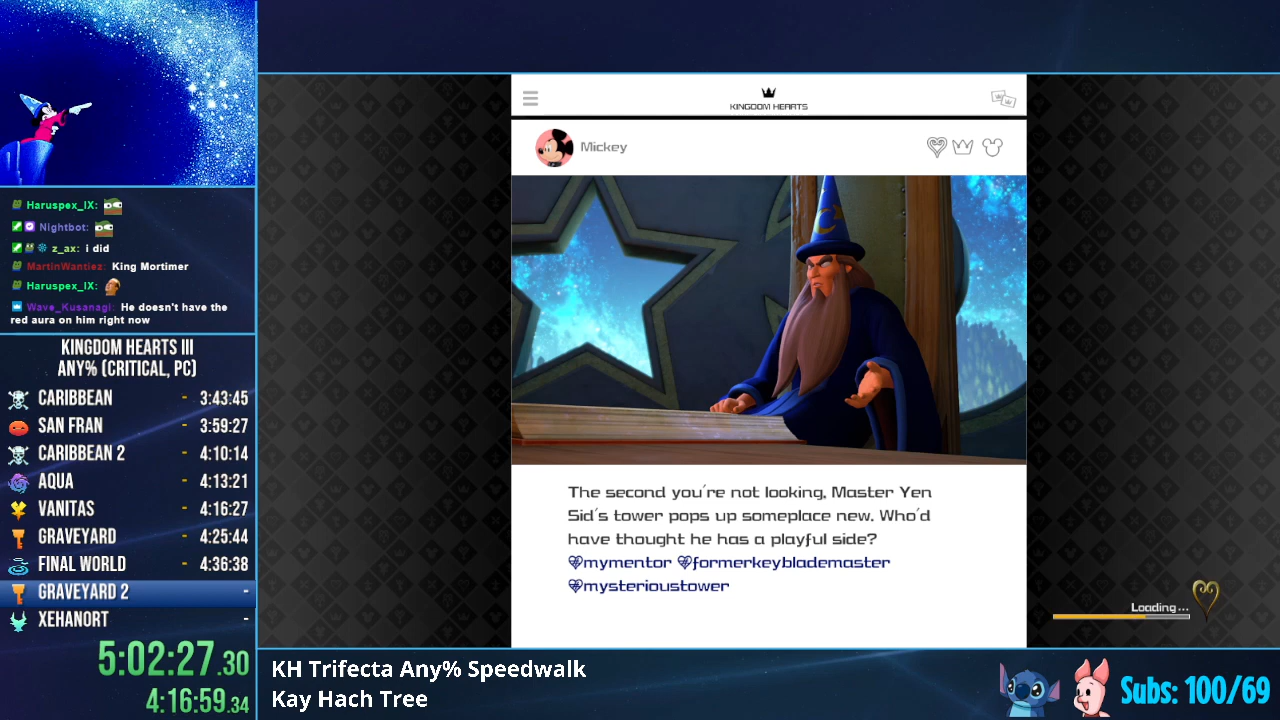 Haruspex_IX:
Nightbot:
z_ax: i did
MartinWantiez: King Mortimer
Haruspex_IX:
Wave_Kusanagi: He doesn't have the
red aura on him right now
KINGDOM HEARTS III
ANY% (CRITICAL, PC)
CARIBBEAN - 3:43:45
SAN FRAN - 3:59:27
CARIBBEAN 2 - 4:10:14
AQUA - 4:13:21
VANITAS - 4:16:27
GRAVEYARD - 4:25:44
FINAL WORLD - 4:36:38
GRAVEYARD 2 -
XEHANORT -
5:02:27.30
4:16:59.34
KINGDOM HEARTS
Mickey
The second you're not looking, Master Yen
Sid's tower pops up someplace new. Who'd
have thought he has a playful side?
mymentor formerkeyblademaster
mysterioustower
Loading...
KH Trifecta Any% Speedwalk
Kay Hach Tree
Subs: 100/69